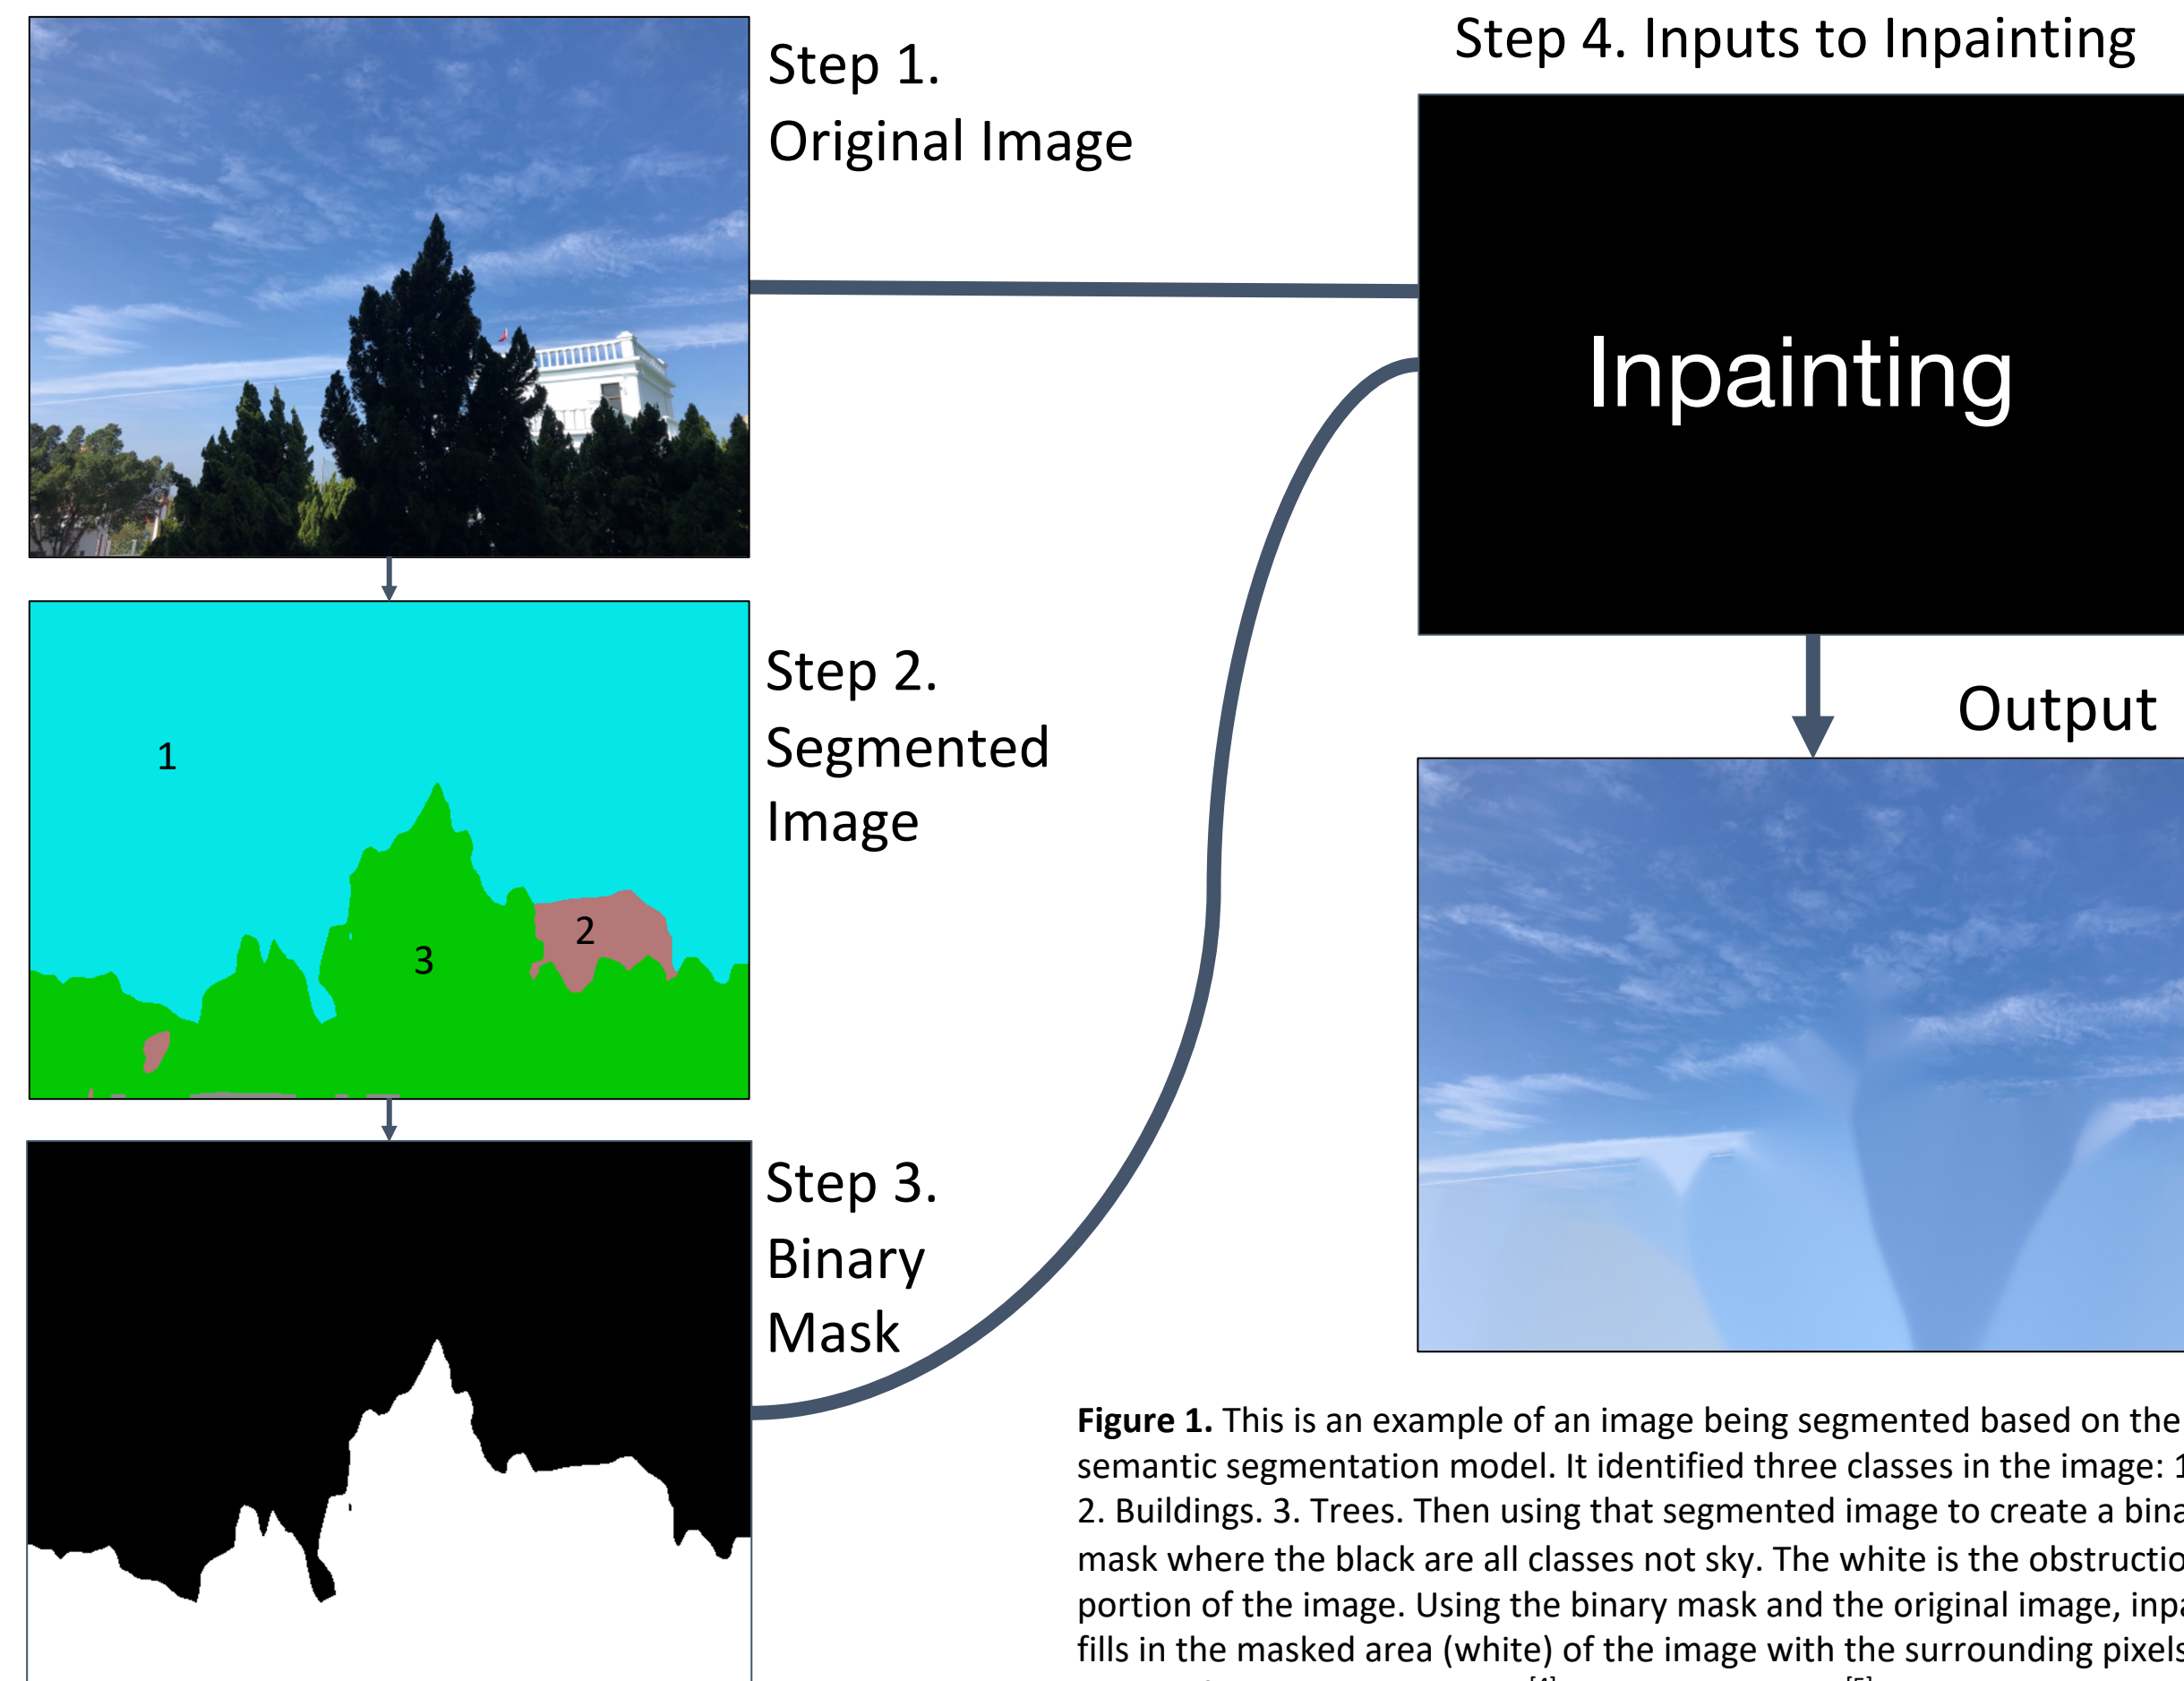 Step 1.
Original Image
Step 2.
Segmented
Image
1
2
3
Step 3.
Binary
Mask
Step 4. Inputs to Inpainting
Inpainting
Output
Figure 1. This is an example of an image being segmented based on the
semantic segmentation model. It identified three classes in the image: 1
2. Buildings. 3. Trees. Then using that segmented image to create a bina
mask where the black are all classes not sky. The white is the obstructio
portion of the image. Using the binary mask and the original image, inpa
fills in the masked area (white) of the image with the surrounding pixels